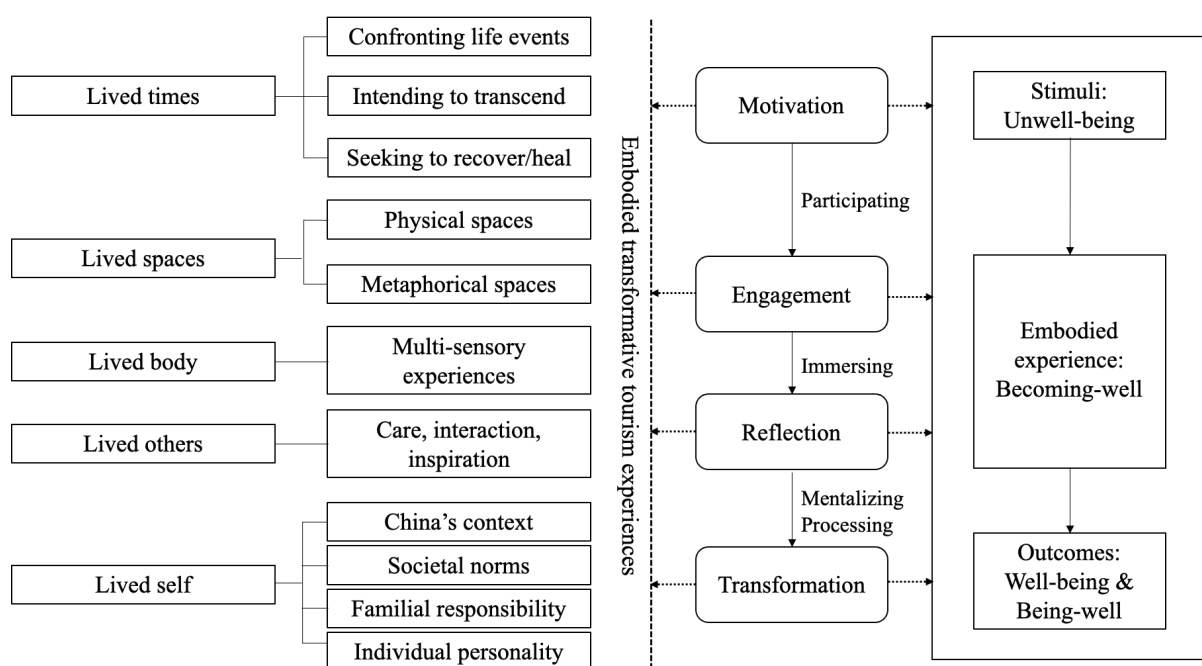 Lived times
Confronting life events
Intending to transcend
Seeking to recover/heal
Lived spaces
Physical spaces
Metaphorical spaces
Lived body
Multi-sensory
experiences
Lived others
Care, interaction,
inspiration
Lived self
China’s context
Societal norms
Familial responsibility
Individual personality
Embodied transformative tourism experiences
Motivation
Participating
Engagement
Immersing
Reflection
Mentalizing
Processing
Transformation
Stimuli:
Unwell-being
Embodied
experience:
Becoming-well
Outcomes:
Well-being &
Being-well